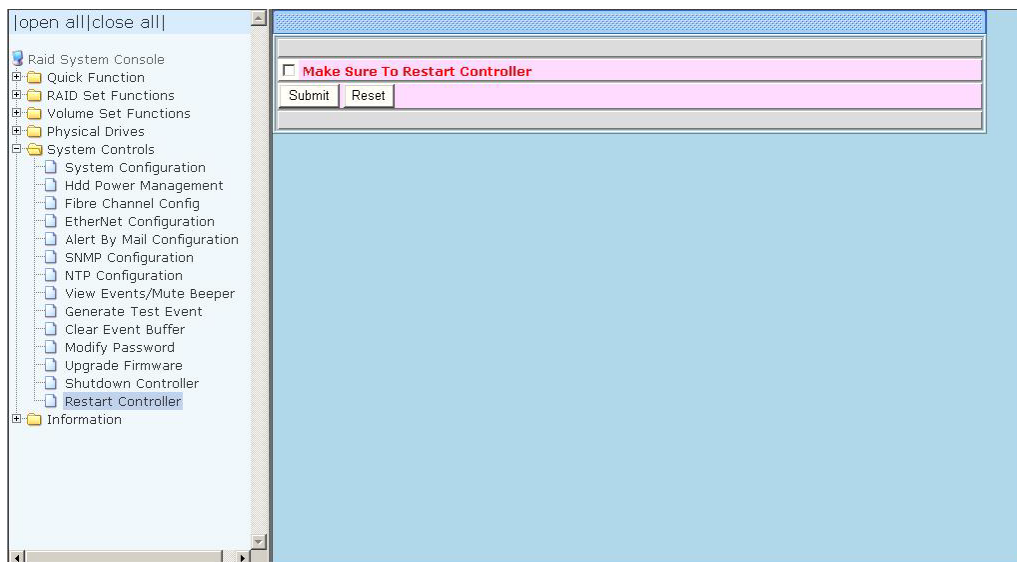 |open all|close all|
Raid System Console
Quick Function
RAID Set Functions
Volume Set Functions
Physical Drives
System Controls
System Configuration
Hdd Power Management
Fibre Channel Config
EtherNet Configuration
Alert By Mail Configuration
SNMP Configuration
NTP Configuration
View Events/Mute Beeper
Generate Test Event
Clear Event Buffer
Modify Password
Upgrade Firmware
Shutdown Controller
Restart Controller
Information
Make Sure To Restart Controller
Submit Reset